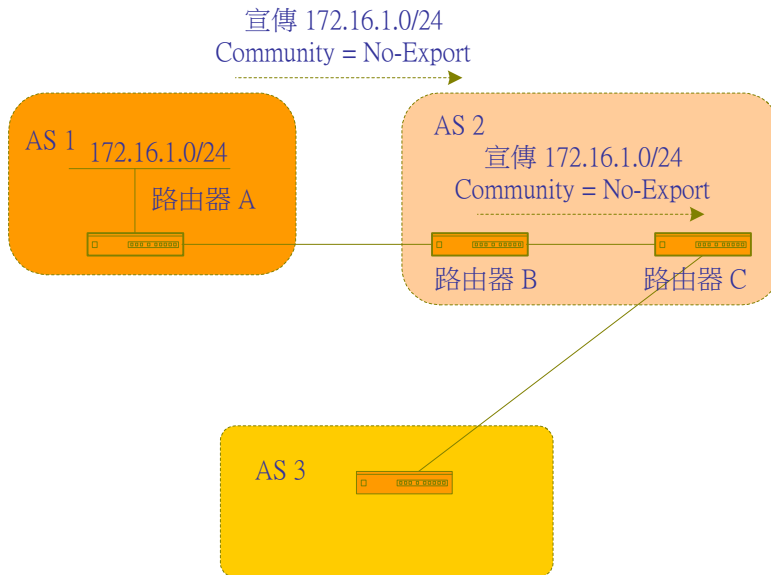 宣傳 172.16.1.0/24
Community = No-Export
AS 1
172.16.1.0/24
路由器 A
AS 2
宣傳 172.16.1.0/24
Community = No-Export
路由器 B
路由器 C
AS 3